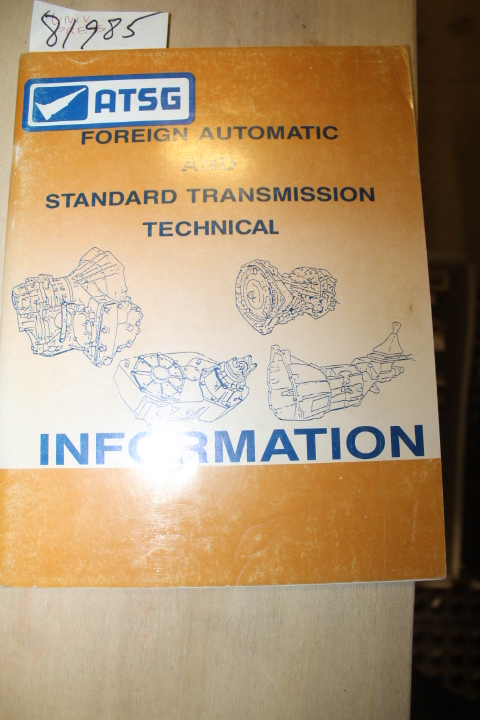 81985
ATSG
FOREIGN AUTOMATIC
AND
STANDARD TRANSMISSION
TECHNICAL
INFORMATION